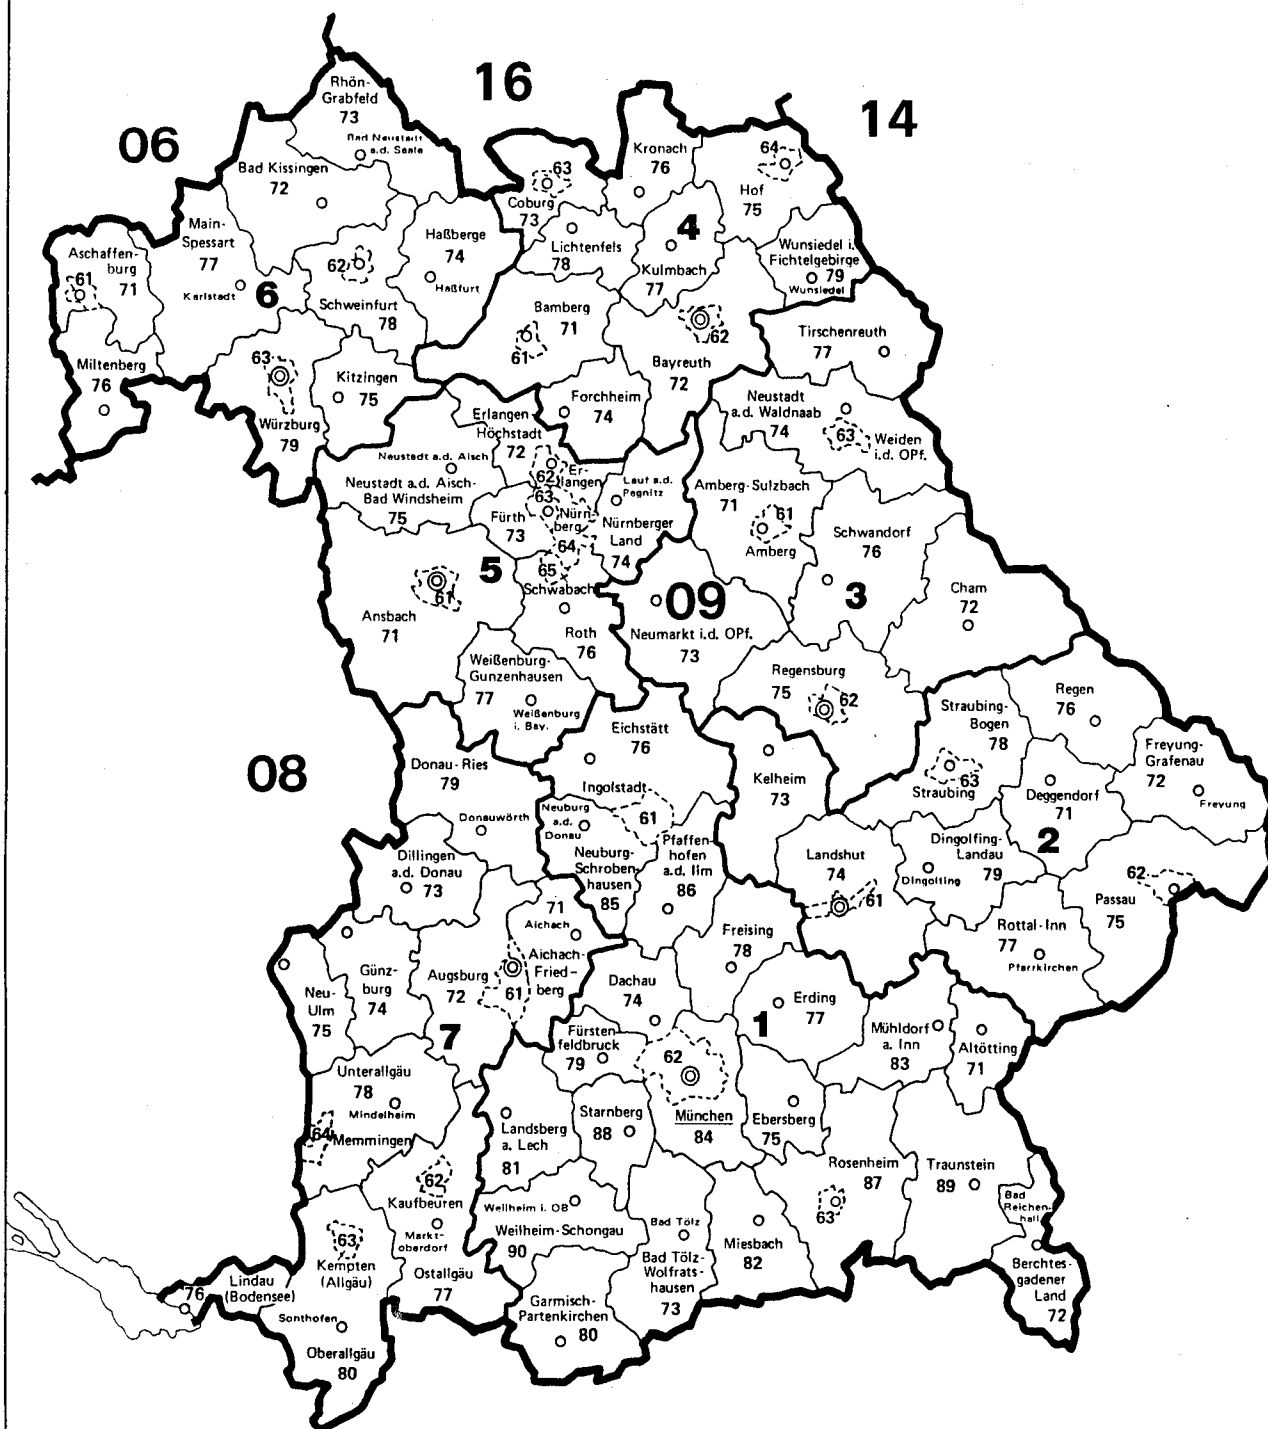 16
06
14
Rhön-
Grabfeld
73
Bad Neustadt
a.d. Saale
Bad Kissingen
72
Main-
Spessart
77
Karlstadt
6
Aschaffen-
burg
61
71
Miltenberg
76
62
Schweinfurt
78
Haßberge
74
Haßfurt
63
Würzburg
79
Kitzingen
75
63
Coburg
73
Lichtenfels
78
Kronach
76
4
Kulmbach
77
64
Hof
75
Wunsiedel i.
Fichtelgebirge
79
Wunsiedel
Bamberg
71
61
62
Bayreuth
72
Forchheim
74
Tirschenreuth
77
Neustadt
a.d. Waldnaab
74
63
Weiden
i.d. OPf.
Erlangen-
Höchstadt
72
62
Er-
langen
Neustadt a.d. Aisch
Neustadt a.d. Aisch-
Bad Windsheim
75
63
Fürth
73
Nürn-
berg
64
Lauf a.d.
Pegnitz
Nürnberger
Land
74
65
Schwabach
5
61
Ansbach
71
Roth
76
Weißenburg-
Gunzenhausen
77
Weißenburg
i. Bay.
Amberg-Sulzbach
71
61
Amberg
Schwandorf
76
3
Cham
72
09
Neumarkt i.d. OPf.
73
Regensburg
75
62
Straubing-
Bogen
78
63
Straubing
Regen
76
Freyung-
Grafenau
72
Freyung
Deggendorf
71
2
08
Donau-Ries
79
Donauwörth
Eichstätt
76
Ingolstadt
61
Neuburg
a.d.
Donau
Neuburg-
Schroben-
hausen
85
Pfaffen-
hofen
a.d. Ilm
86
Kelheim
73
Landshut
74
61
Dingolfing-
Landau
79
Dingolfing
62
Passau
75
Rottal-Inn
77
Pfarrkirchen
Dillingen
a.d. Donau
73
71
Aichach
Aichach-
Fried-
berg
Augsburg
72
61
7
Günz-
burg
74
Neu-
Ulm
75
Freising
78
Dachau
74
1
Erding
77
Mühldorf
a. Inn
83
Altötting
71
Fürsten-
feldbruck
79
62
München
84
Ebersberg
75
Unterallgäu
78
Mindelheim
64
Memmingen
Landsberg
a. Lech
81
Starnberg
88
Rosenheim
87
63
Traunstein
89
Bad
Reichen-
hall
62
Kaufbeuren
Markt-
oberdorf
Ostallgäu
77
Weilheim i. OB
Weilheim-Schongau
90
Bad Tölz
Bad Tölz-
Wolfrats-
hausen
73
Miesbach
82
Berchtes-
gadener
Land
72
63
Kempten
(Allgäu)
76
Lindau
(Bodensee)
Sonthofen
Oberallgäu
80
Garmisch-
Partenkirchen
80